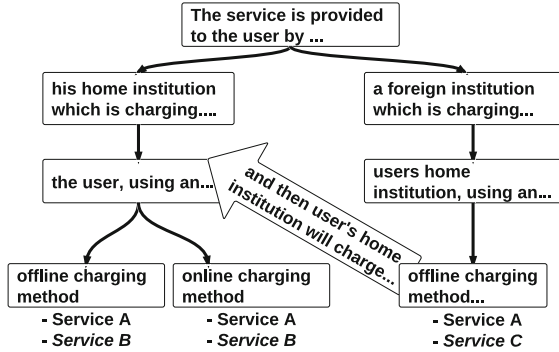 The service is provided
to the user by ...
his home institution
which is charging....
a foreign institution
which is charging...
the user, using an...
users home
institution, using an...
and then user's home
institution will charge...
offline charging
method
online charging
method
offline charging
method...
- Service A
- Service B
- Service A
- Service B
- Service A
- Service C